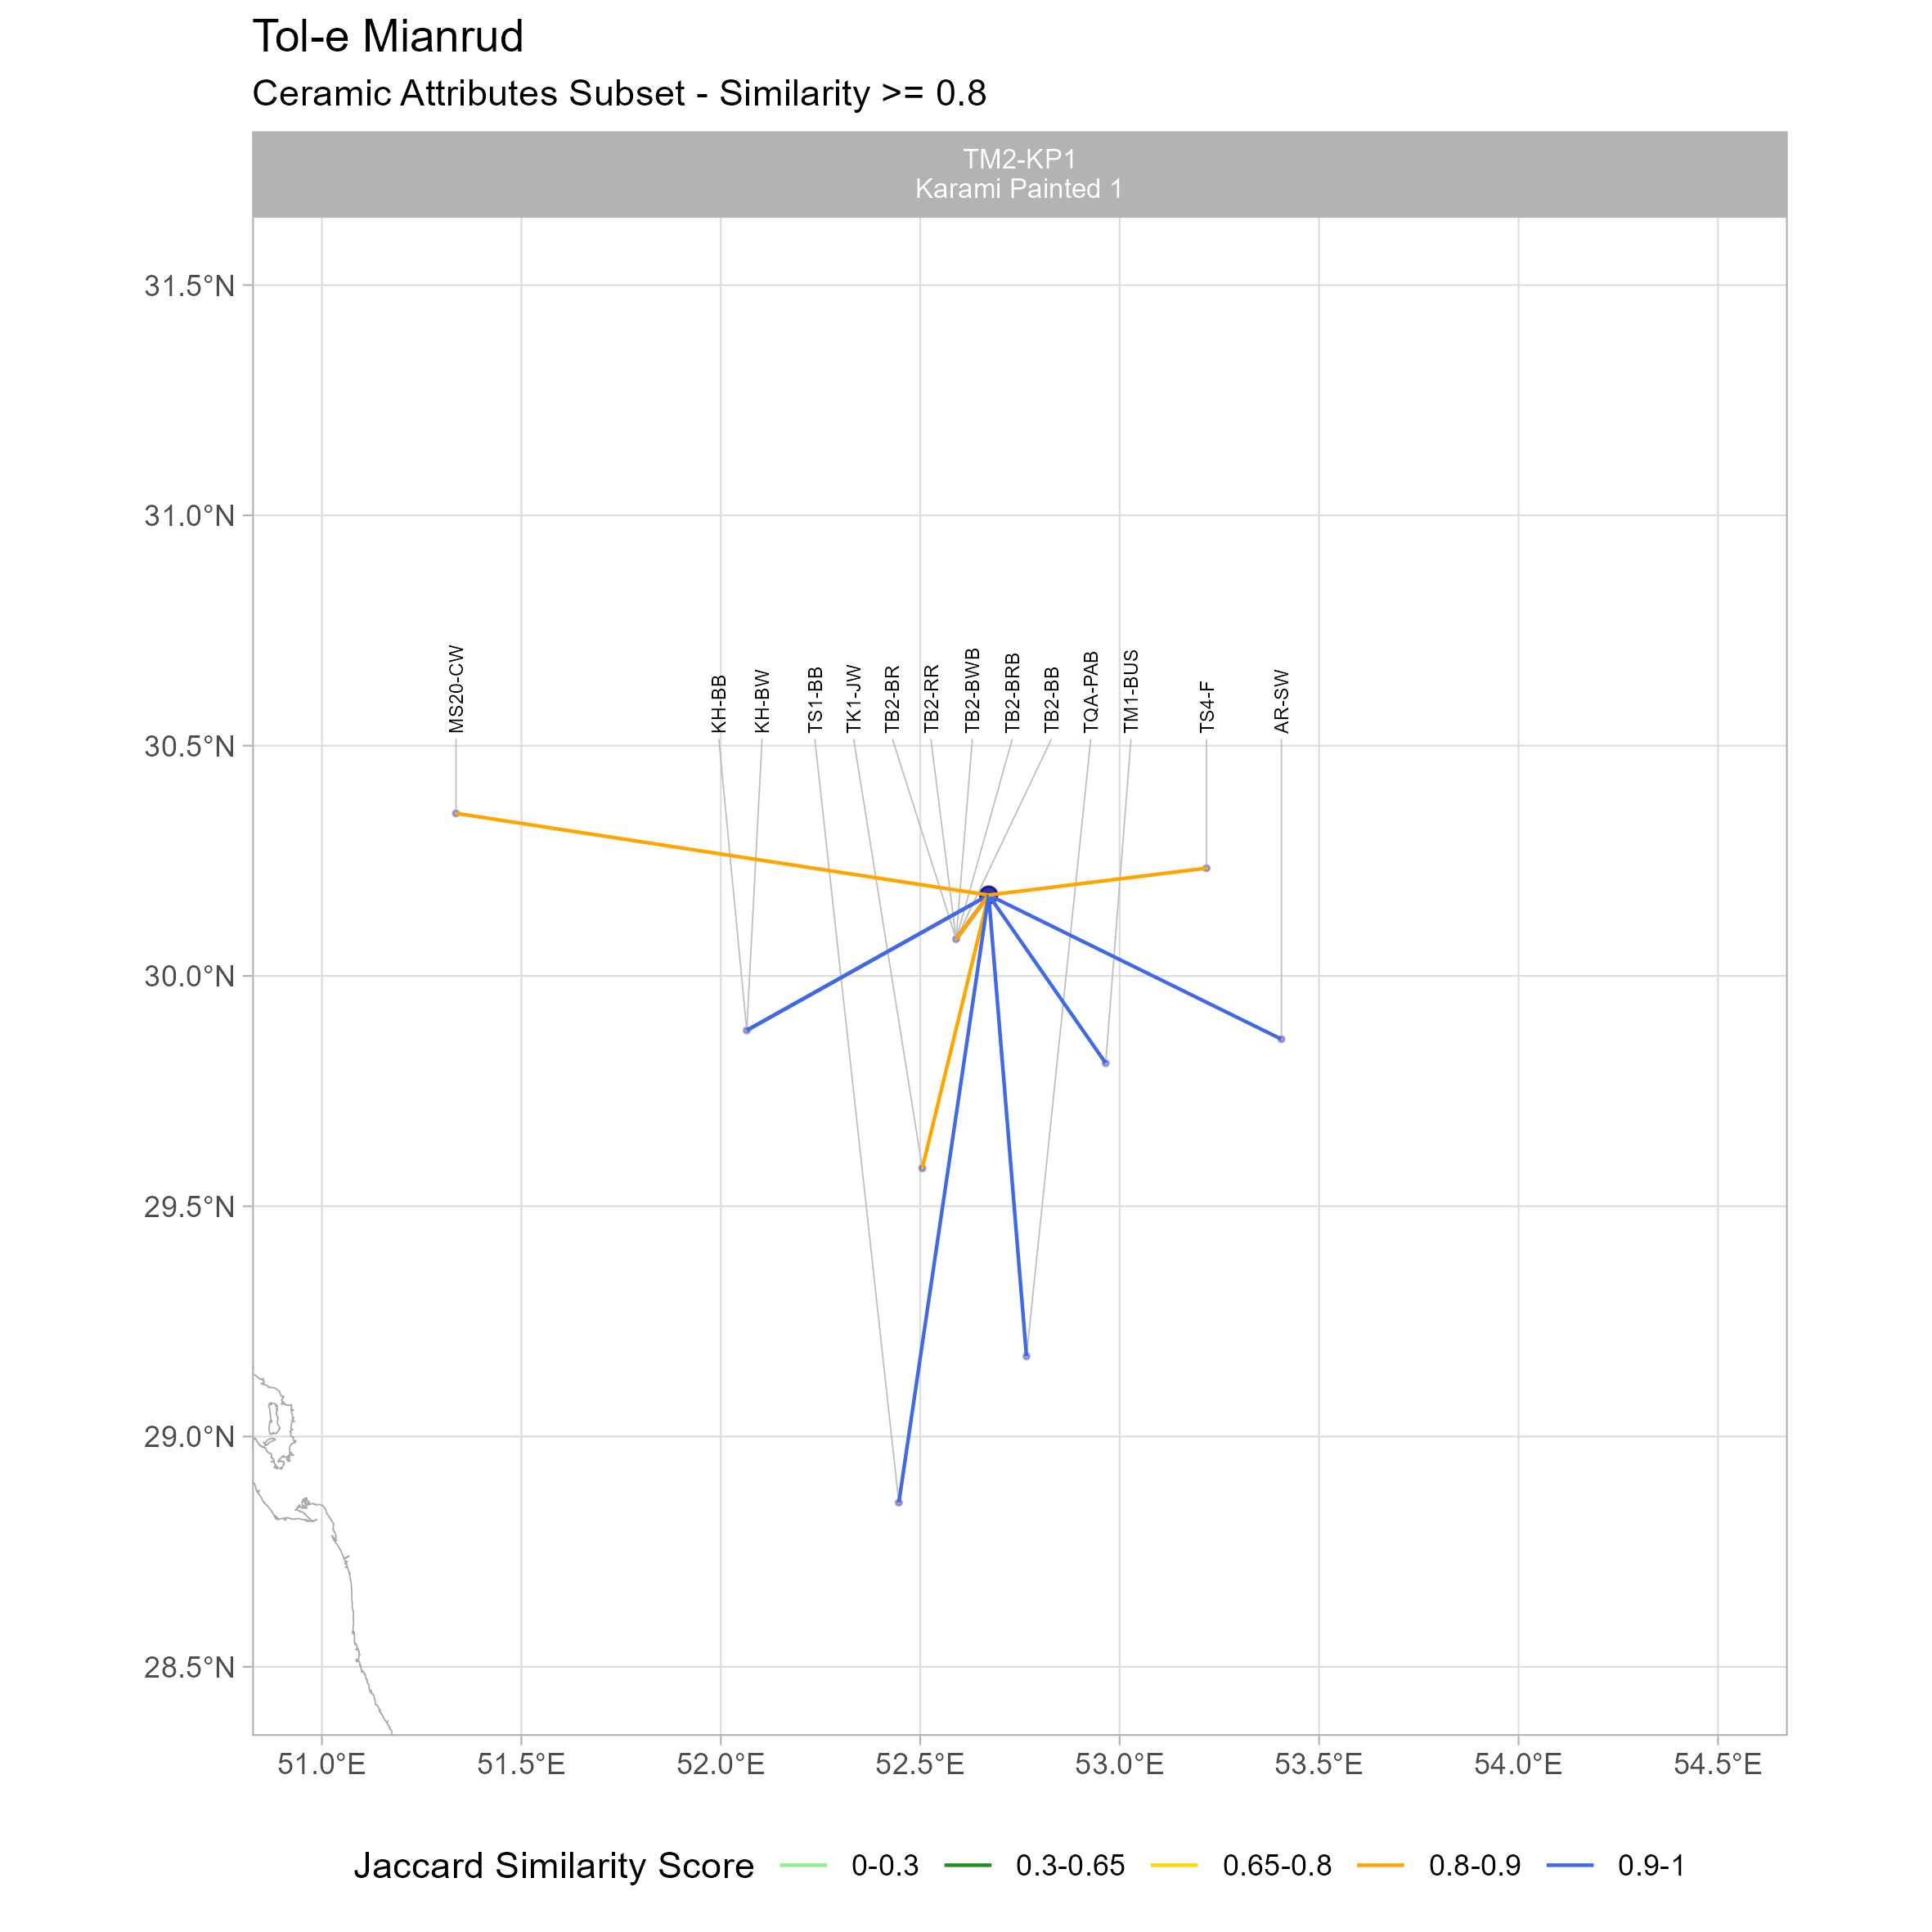 Tol-e Mianrud
Ceramic Attributes Subset - Similarity >= 0.8
TM2-KP1
Karami Painted 1
31.5°N
31.0°N
30.5°N
30.0°N
29.5°N
29.0°N
28.5°N
MS20-CW
KH-BB
KH-BW
TS1-BB
TK1-JW
TB2-BR
TB2-RR
TB2-BWB
TB2-BRB
TB2-BB
TQA-PAB
TM1-BUS
TS4-F
AR-SW
51.0°E 51.5°E 52.0°E 52.5°E 53.0°E 53.5°E 54.0°E 54.5°E
Jaccard Similarity Score 0-0.3 0.3-0.65 0.65-0.8 0.8-0.9 0.9-1